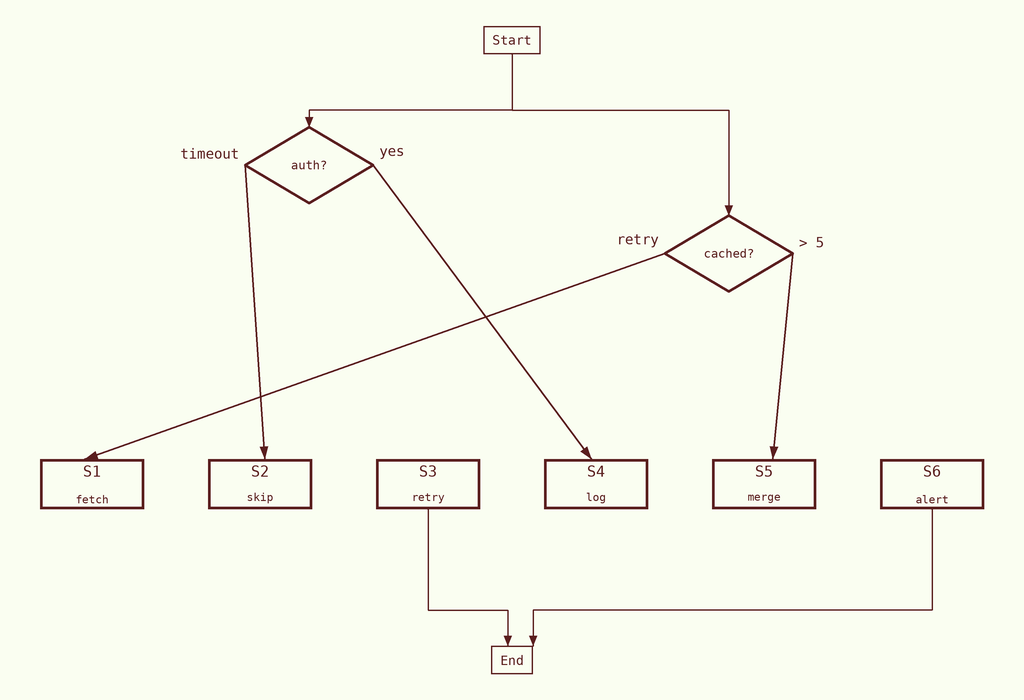 Start
timeout
yes
auth?
retry
> 5
cached?
S1
fetch
S2
skip
S3
retry
S4
log
S5
merge
S6
alert
End